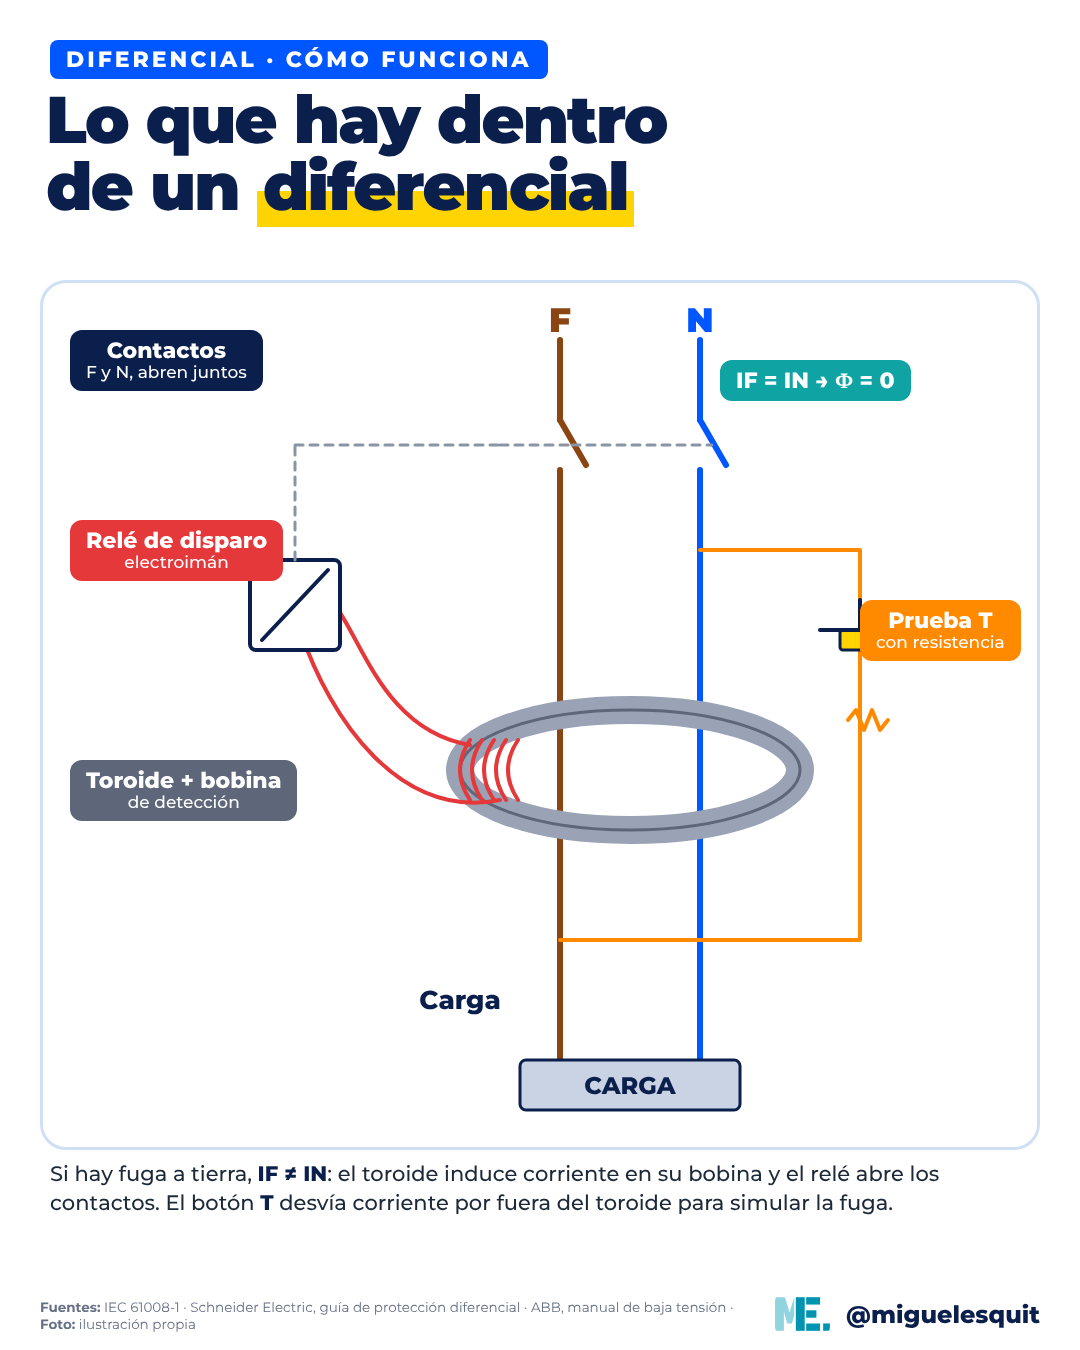 DIFERENCIAL · CÓMO FUNCIONA
Lo que hay dentro
de un diferencial
F
N
Contactos
F y N, abren juntos
IF = IN → Φ = 0
Relé de disparo
electroimán
Prueba T
con resistencia
Toroide + bobina
de detección
Carga
CARGA
Si hay fuga a tierra, IF ≠ IN: el toroide induce corriente en su bobina y el relé abre los
contactos. El botón T desvía corriente por fuera del toroide para simular la fuga.
Fuentes: IEC 61008-1 · Schneider Electric, guía de protección diferencial · ABB, manual de baja tensión ·
Foto: ilustración propia
ME.
@miguelesquit